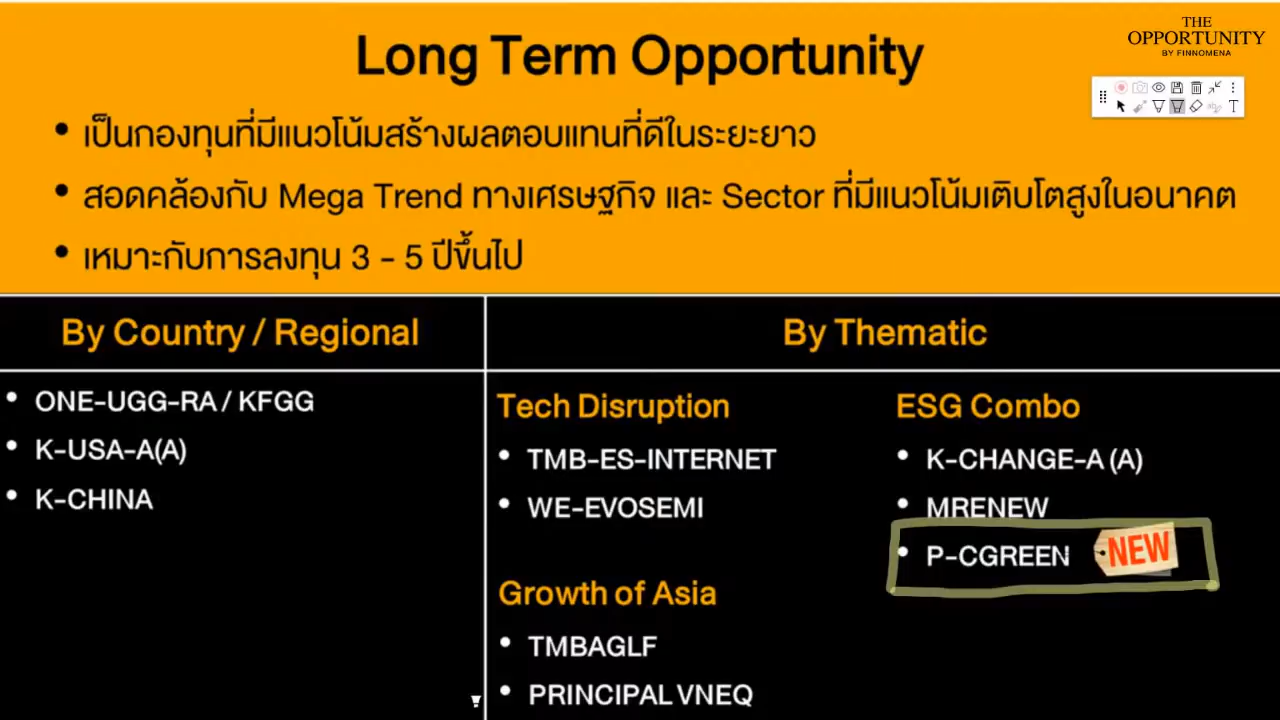 THE
OPPORTUNITY
BY FINNOMENA
Long Term Opportunity
• เป็นกองทุนที่มีแนวโน้มสร้างผลตอบแทนที่ดีในระยะยาว
• สอดคล้องกับ Mega Trend ทางเศรษฐกิจ และ Sector ที่มีแนวโน้มเติบโตสูงในอนาคต
• เหมาะกับการลงทุน 3 - 5 ปีขึ้นไป
By Country / Regional
• ONE-UGG-RA / KFGG
• K-USA-A(A)
• K-CHINA
By Thematic
Tech Disruption
• TMB-ES-INTERNET
• WE-EVOSEMI
Growth of Asia
• TMBAGLF
• PRINCIPAL VNEQ
ESG Combo
• K-CHANGE-A (A)
• MRENEW
• P-CGREEN NEW